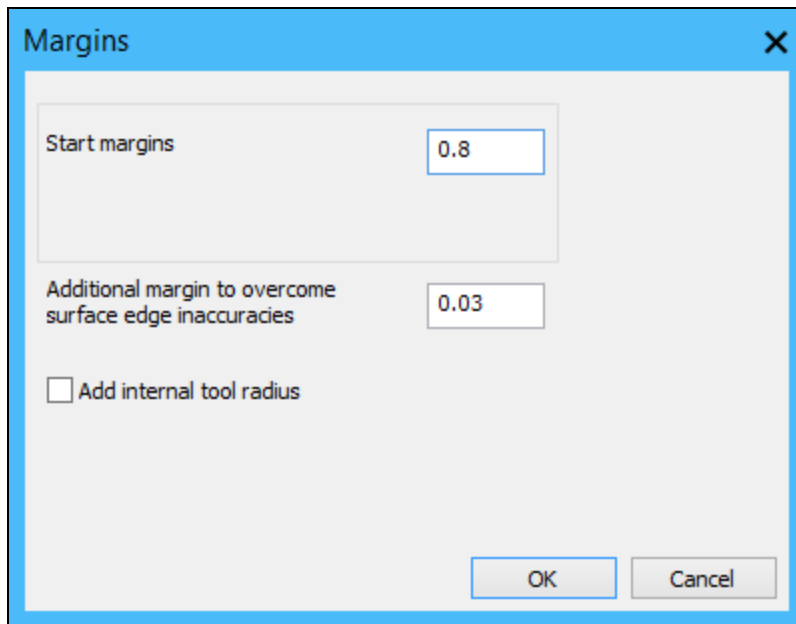 Margins
Start margins
0.8
Additional margin to overcome
surface edge inaccuracies
0.03
Add internal tool radius
OK
Cancel